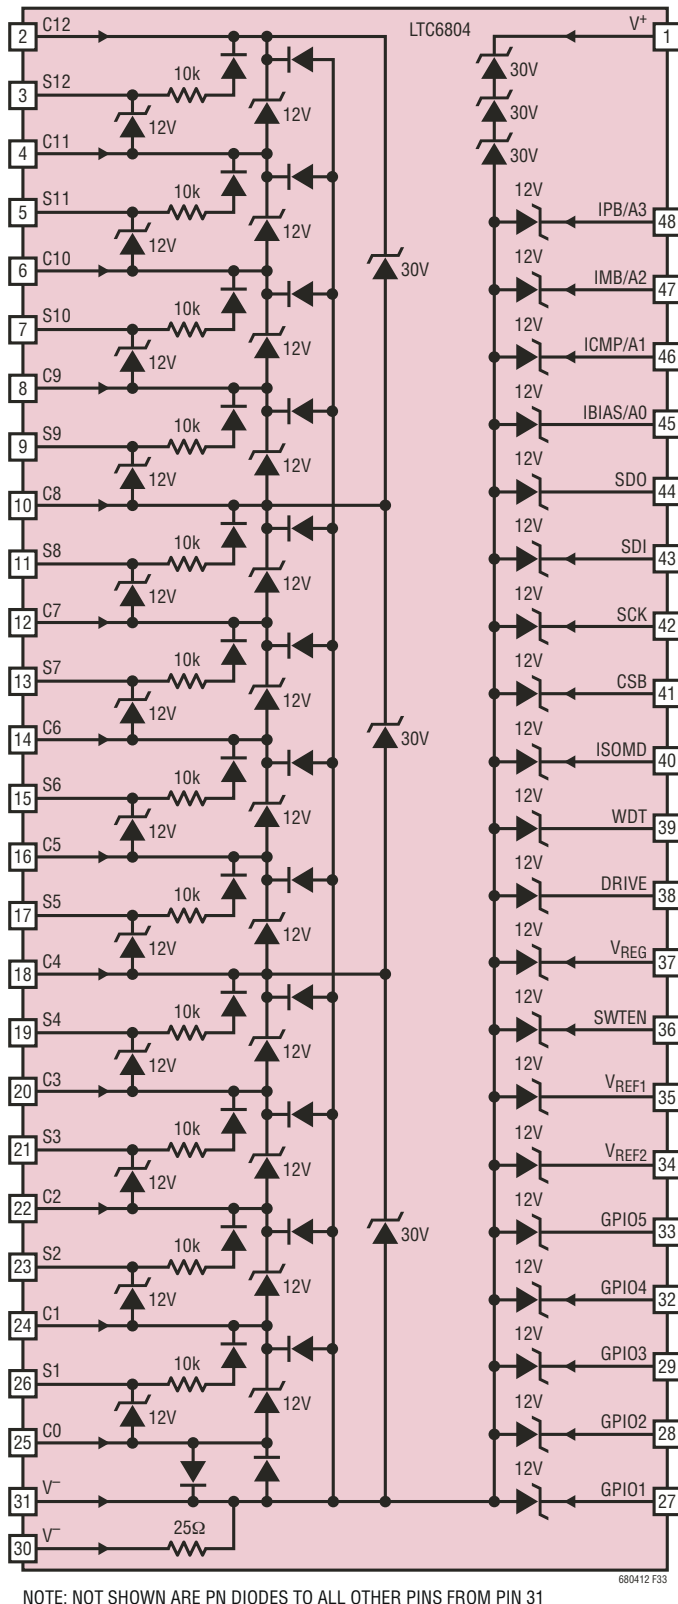 LTC6804
2 C12
3 S12
10k
12V
12V
4 C11
5 S11
10k
12V
12V
6 C10
7 S10
10k
12V
12V
8 C9
9 S9
10k
12V
12V
10 C8
11 S8
10k
12V
12V
12 C7
13 S7
10k
12V
12V
14 C6
15 S6
10k
12V
12V
16 C5
17 S5
10k
12V
12V
18 C4
19 S4
10k
12V
12V
20 C3
21 S3
10k
12V
12V
22 C2
23 S2
10k
12V
12V
24 C1
26 S1
10k
12V
12V
25 C0
31 V–
30 V–
25Ω
30V
30V
30V
V+ 1
30V
30V
30V
12V
IPB/A3 48
12V
IMB/A2 47
12V
ICMP/A1 46
12V
IBIAS/A0 45
12V
SDO 44
12V
SDI 43
12V
SCK 42
12V
CSB 41
12V
ISOMD 40
12V
WDT 39
12V
DRIVE 38
12V
VREG 37
12V
SWTEN 36
12V
VREF1 35
12V
VREF2 34
12V
GPIO5 33
12V
GPIO4 32
12V
GPIO3 29
12V
GPIO2 28
12V
GPIO1 27
680412 F33
NOTE: NOT SHOWN ARE PN DIODES TO ALL OTHER PINS FROM PIN 31